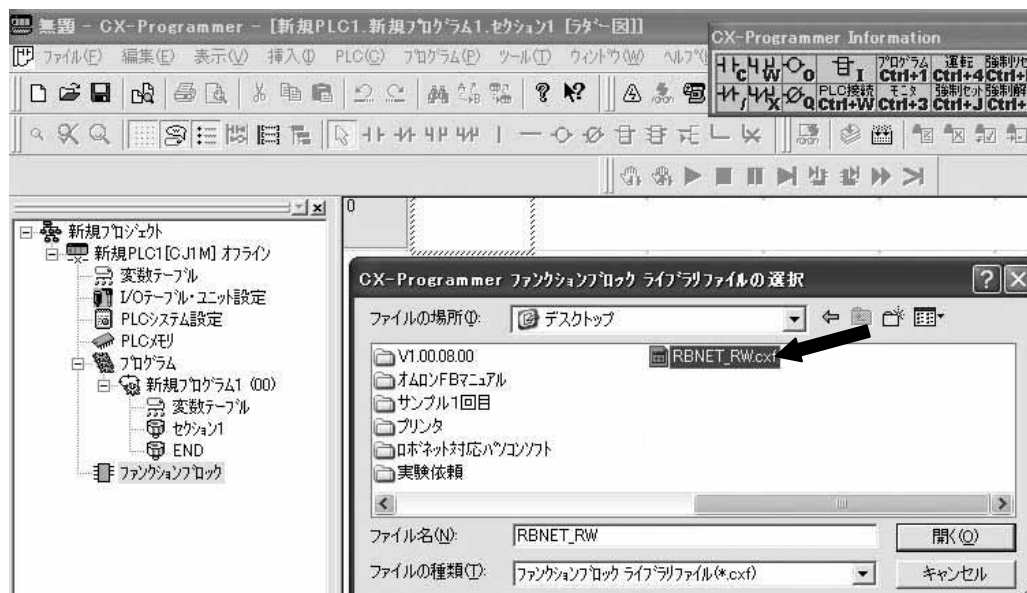 無題 - CX-Programmer - [新規PLC1.新規ﾌﾟﾛｸﾞﾗﾑ1.ｾｸｼｮﾝ1 [ﾗﾀﾞｰ図]]
ﾌｧｲﾙ(F) 編集(E) 表示(V) 挿入(I) PLC(C) ﾌﾟﾛｸﾞﾗﾑ(P) ﾂｰﾙ(T) ｳｨﾝﾄﾞｳ(W) ﾍﾙﾌﾟ(
CX-Programmer Information
C W O I
ﾌﾟﾛｸﾞﾗﾑ 運転 強制ﾘｾ
Ctrl+1 Ctrl+4 Ctrl+
/ X Q
PLC接続 ﾓﾆﾀ 強制ｾｯﾄ 強制解
Ctrl+W Ctrl+3 Ctrl+J Ctrl+
0
新規ﾌﾟﾛｼﾞｪｸﾄ
新規PLC1[CJ1M] ｵﾌﾗｲﾝ
変数ﾃｰﾌﾞﾙ
I/Oﾃｰﾌﾞﾙ・ﾕﾆｯﾄ設定
PLCｼｽﾃﾑ設定
PLCﾒﾓﾘ
ﾌﾟﾛｸﾞﾗﾑ
新規ﾌﾟﾛｸﾞﾗﾑ1 (00)
変数ﾃｰﾌﾞﾙ
ｾｸｼｮﾝ1
END
ﾌｧﾝｸｼｮﾝﾌﾞﾛｯｸ
CX-Programmer ﾌｧﾝｸｼｮﾝﾌﾞﾛｯｸ ﾗｲﾌﾞﾗﾘﾌｧｲﾙの選択
ファイルの場所(I):
デスクトップ
V1.00.08.00
オムロンFBマニュアル
サンプル1回目
プリンタ
ロボネット対応パソコンソフト
実験依頼
RBNET_RW.cxf
ファイル名(N):
RBNET_RW
開く(O)
ファイルの種類(T):
ﾌｧﾝｸｼｮﾝﾌﾞﾛｯｸ ﾗｲﾌﾞﾗﾘﾌｧｲﾙ(*.cxf)
キャンセル